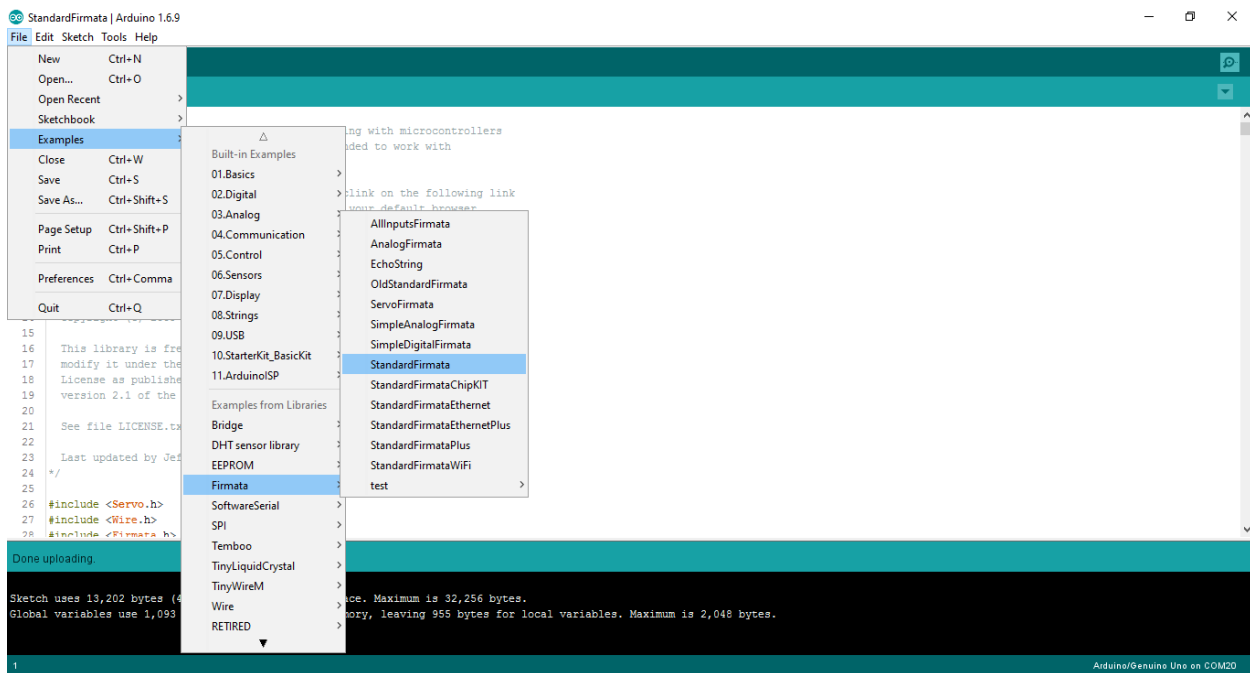 StandardFirmata | Arduino 1.6.9
File Edit Sketch Tools Help
New Ctrl+N
Open... Ctrl+O
Open Recent
Sketchbook
Examples
Close Ctrl+W
Save Ctrl+S
Save As... Ctrl+Shift+S
Page Setup Ctrl+Shift+P
Print Ctrl+P
Preferences Ctrl+Comma
Quit Ctrl+Q
Built-in Examples
01.Basics
02.Digital
03.Analog
04.Communication
05.Control
06.Sensors
07.Display
08.Strings
09.USB
10.StarterKit_BasicKit
11.ArduinoISP
Examples from Libraries
Bridge
DHT sensor library
EEPROM
Firmata
SoftwareSerial
SPI
Temboo
TinyLiquidCrystal
TinyWireM
Wire
RETIRED
AllInputsFirmata
AnalogFirmata
EchoString
OldStandardFirmata
ServoFirmata
SimpleAnalogFirmata
SimpleDigitalFirmata
StandardFirmata
StandardFirmataChipKIT
StandardFirmataEthernet
StandardFirmataEthernetPlus
StandardFirmataPlus
StandardFirmataWiFi
test
ing with microcontrollers
nded to work with
clink on the following link
your default browser
15
16 This library is fre
17 modify it under the
18 License as publishe
19 version 2.1 of the
20
21 See file LICENSE.tx
22
23 Last updated by Jef
24 */
25
26 #include <Servo.h>
27 #include <Wire.h>
28 #include <Firmata.h>
Done uploading.
Sketch uses 13,202 bytes (4 ce. Maximum is 32,256 bytes.
Global variables use 1,093 ory, leaving 955 bytes for local variables. Maximum is 2,048 bytes.
1 Arduino/Genuino Uno on COM20